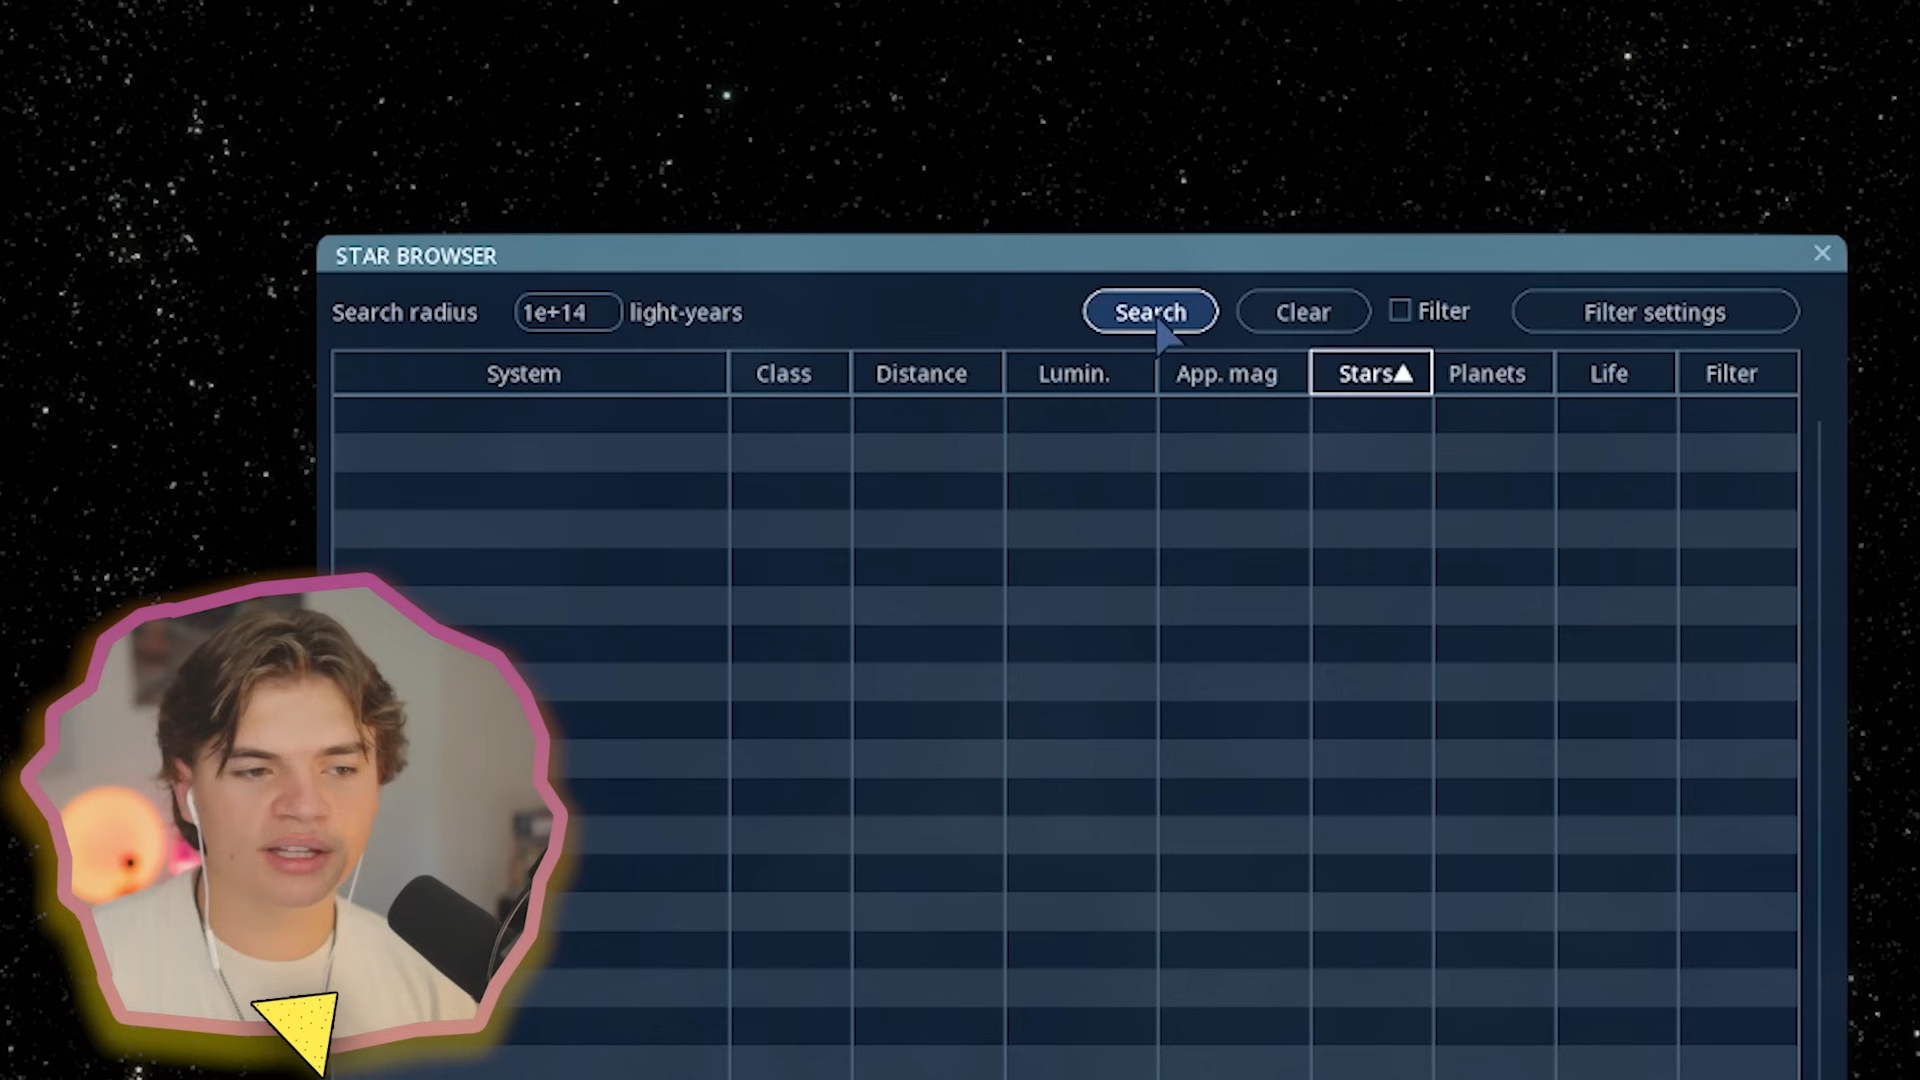 STAR BROWSER
Search radius 1e+14 light-years Search Clear Filter Filter settings
System Class Distance Lumin. App. mag Stars▲ Planets Life Filter